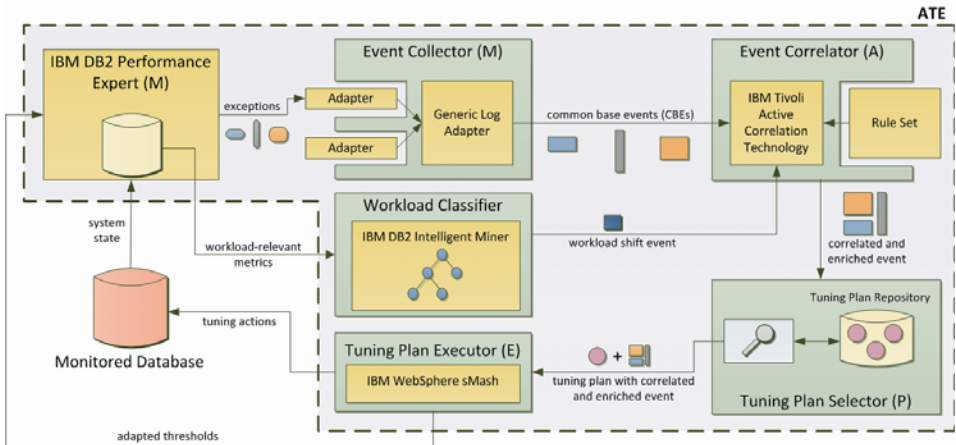 ATE
IBM DB2 Performance
Expert (M)
exceptions
Event Collector (M)
Adapter
Adapter
Generic Log
Adapter
common base events (CBEs)
Event Correlator (A)
IBM Tivoli
Active
Correlation
Technology
Rule Set
system
state
workload-relevant
metrics
Workload Classifier
IBM DB2 Intelligent Miner
workload shift event
correlated and
enriched event
Monitored Database
tuning actions
Tuning Plan Executor (E)
IBM WebSphere sMash
+
tuning plan with correlated
and enriched event
Tuning Plan Repository
Tuning Plan Selector (P)
adapted thresholds